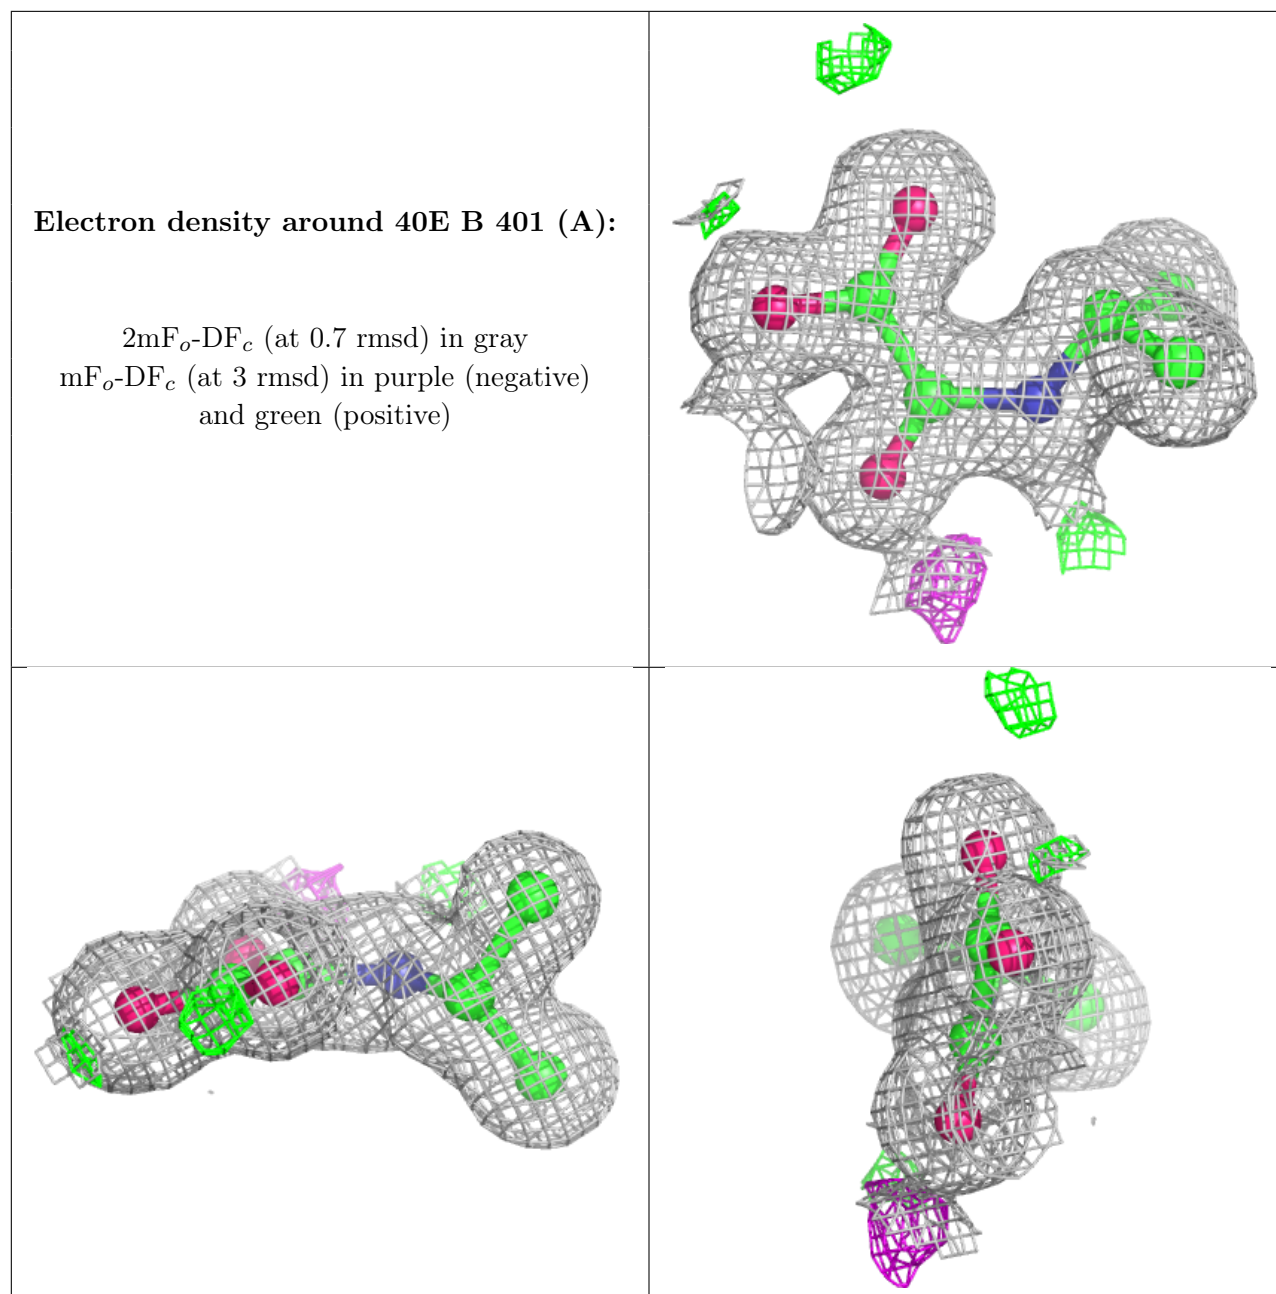 Electron density around 40E B 401 (A):
2mFo-DFc (at 0.7 rmsd) in gray
mFo-DFc (at 3 rmsd) in purple (negative)
and green (positive)